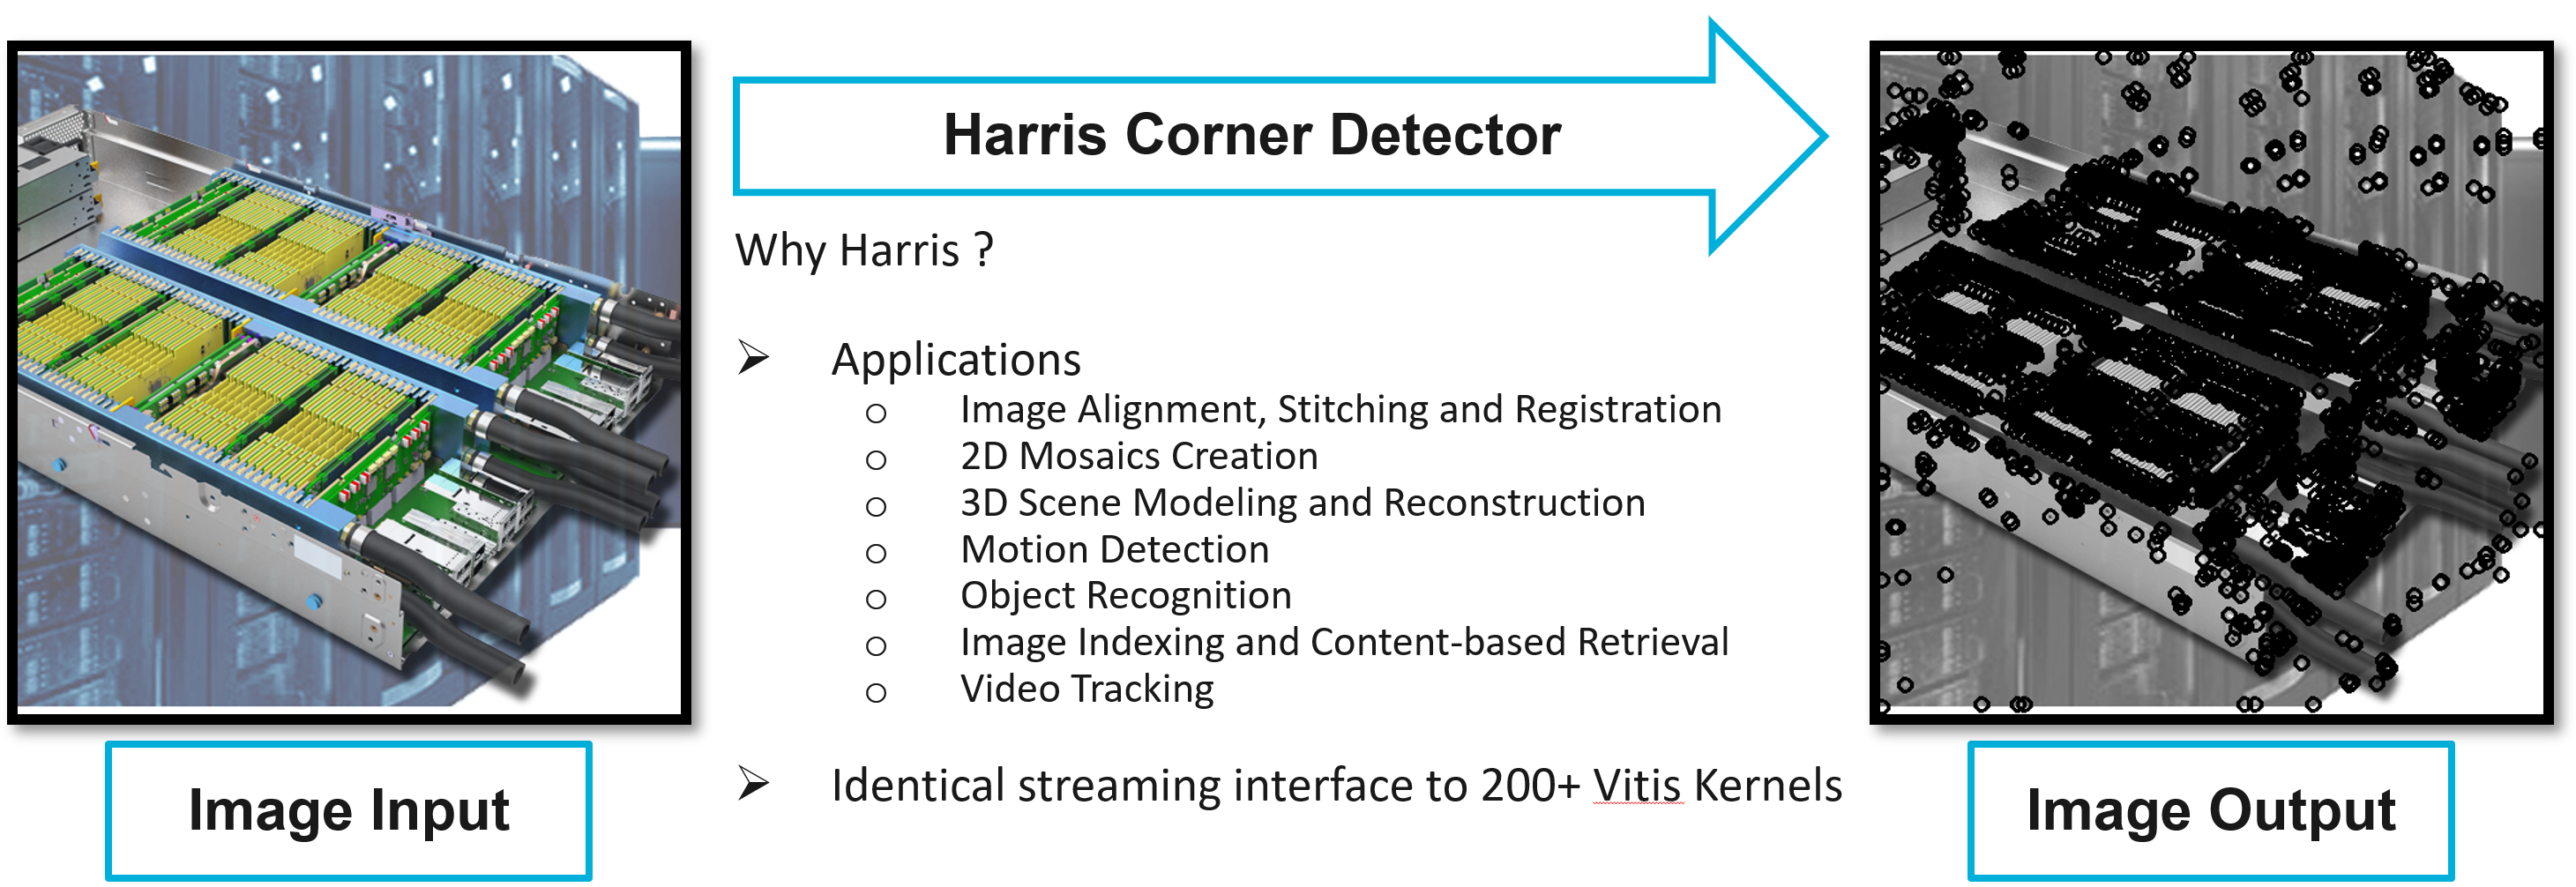 Harris Corner Detector
Why Harris ?
Applications
Image Alignment, Stitching and Registration
2D Mosaics Creation
3D Scene Modeling and Reconstruction
Motion Detection
Object Recognition
Image Indexing and Content-based Retrieval
Video Tracking
Identical streaming interface to 200+ Vitis Kernels
Image Input
Image Output